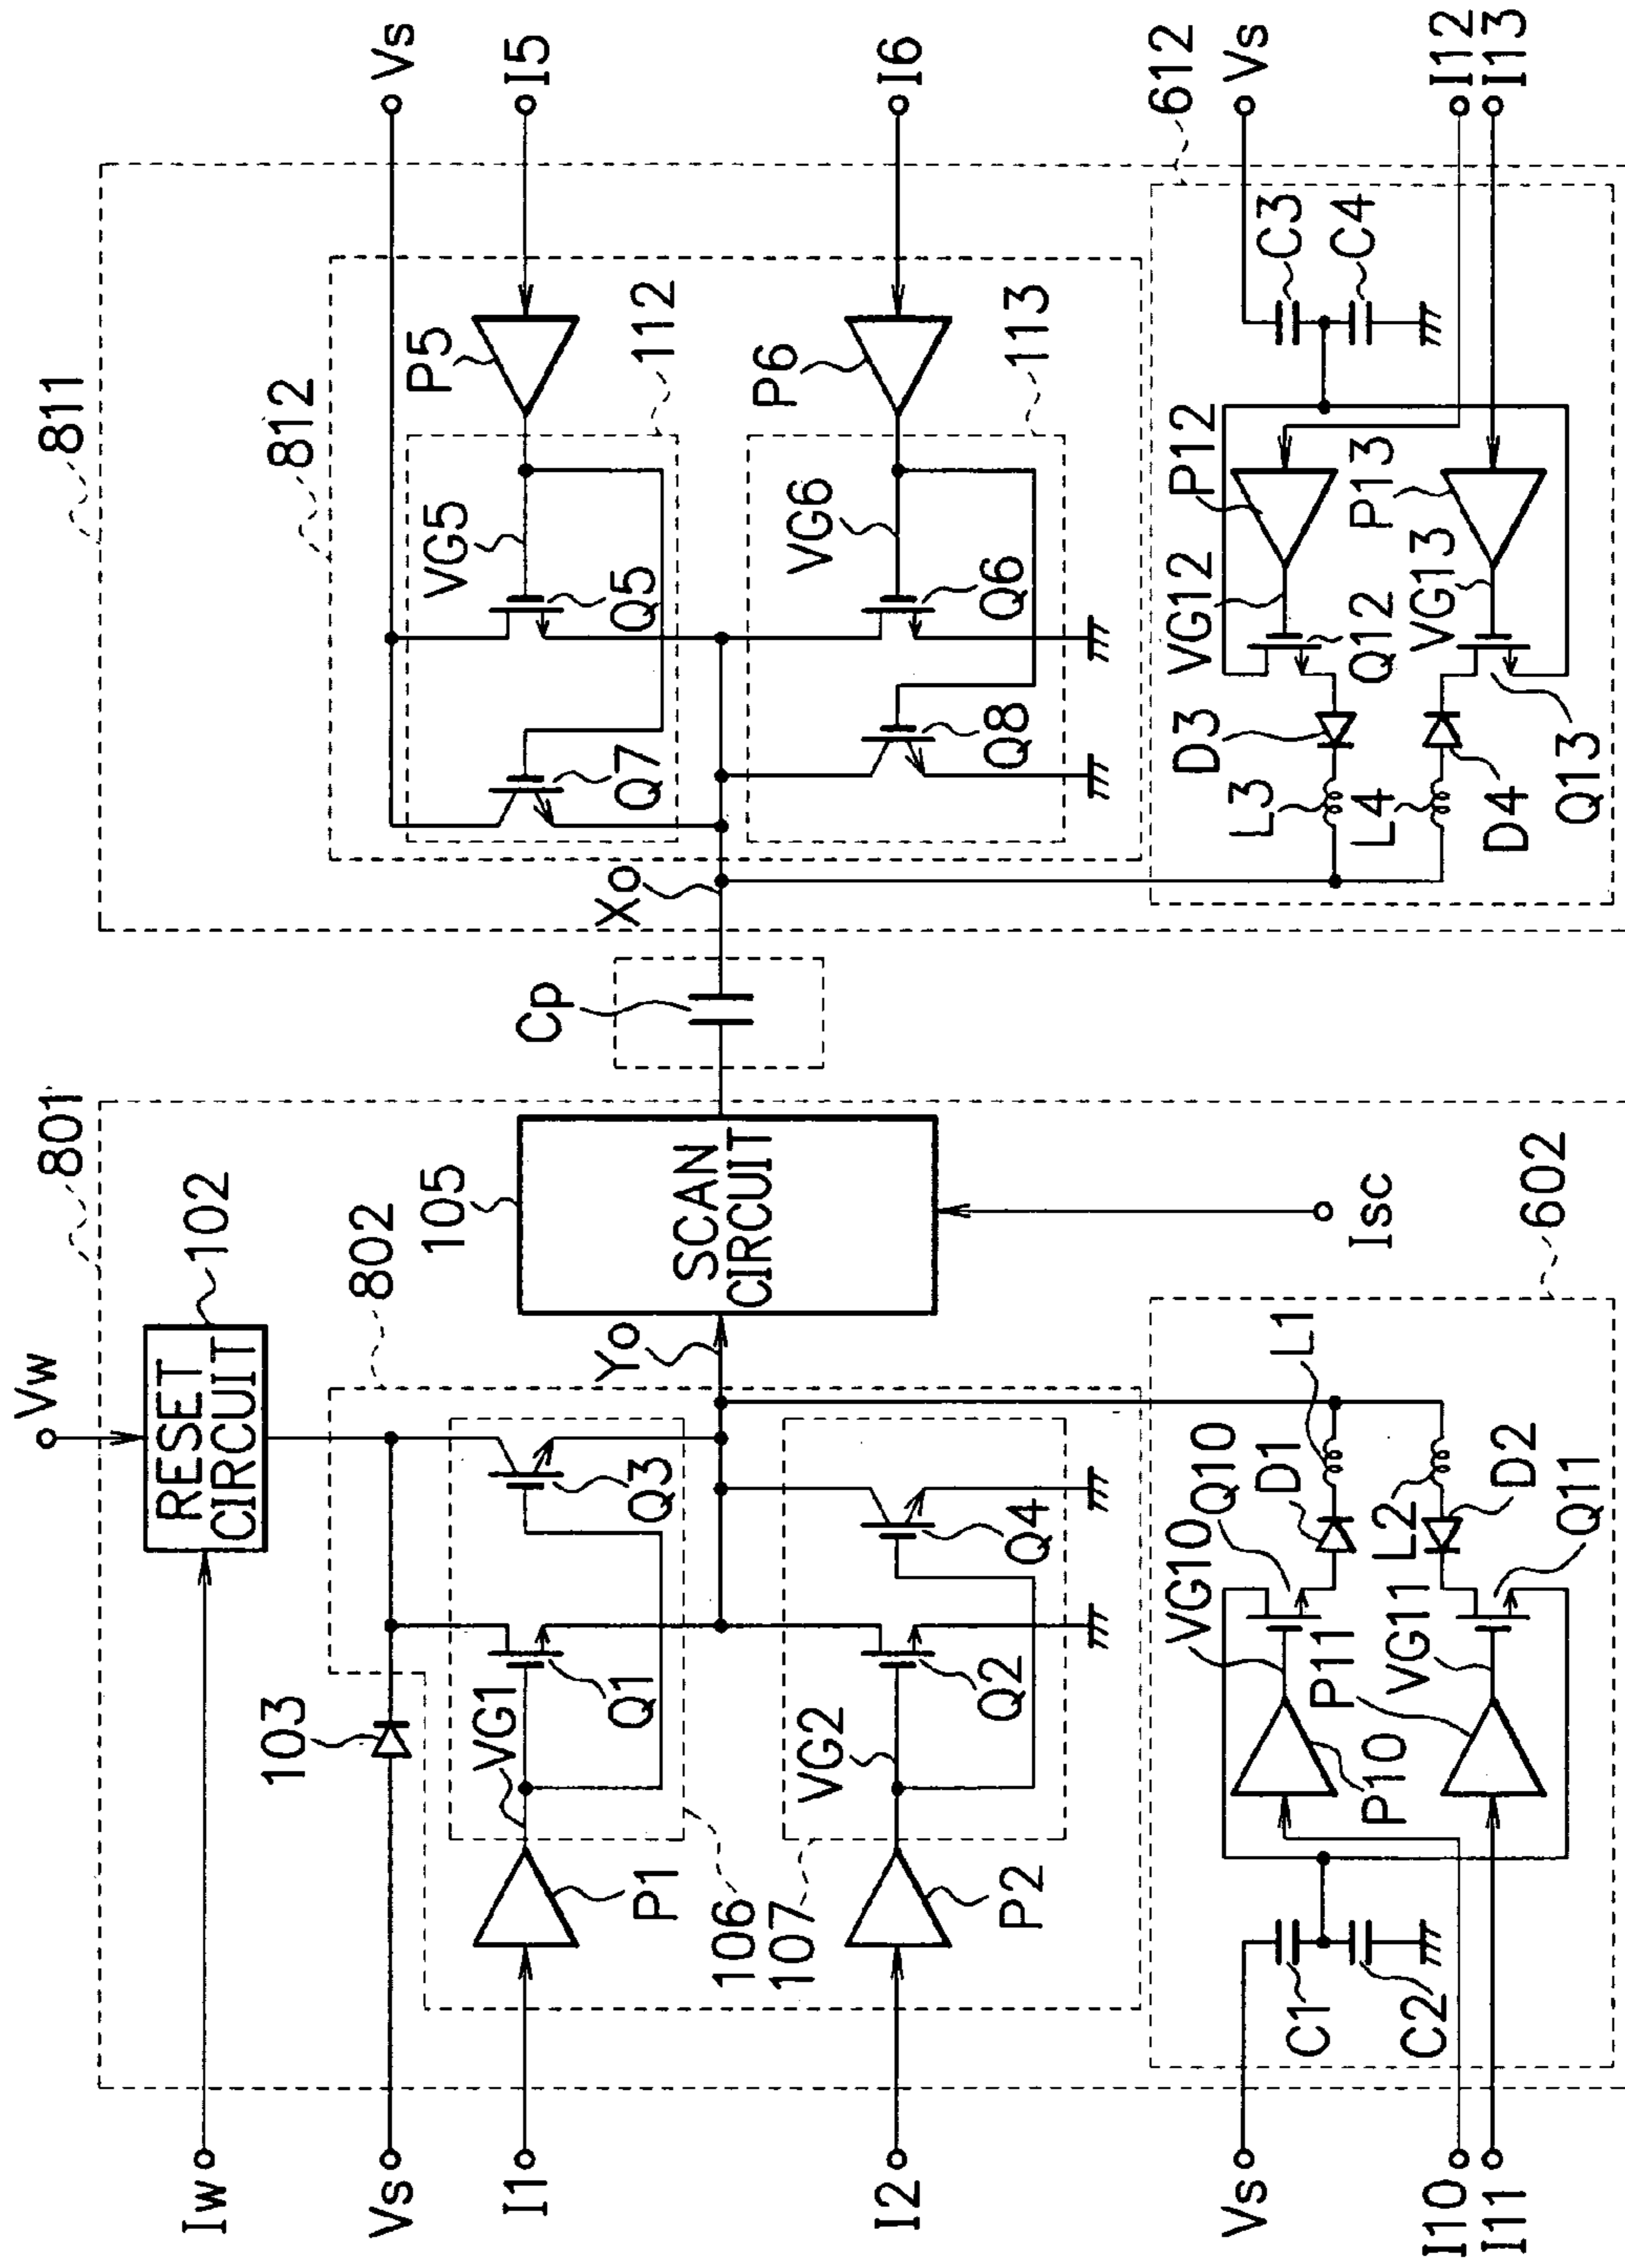 Vw
801
Iw
RESET
CIRCUIT
102
Vs
103
802
I1
P1
VG1
Q1
Q3
106
Yo
105
SCAN
CIRCUIT
I2
P2
107
VG2
Q2
Q4
Isc
602
Vs
C1
C2
I10
I11
P10
P11
VG10
VG11
Q10
Q11
D1
D2
L1
L2
Cp
Xo
811
812
Vs
I5
P5
112
VG5
Q5
Q7
I6
P6
113
VG6
Q6
Q8
612
Vs
C3
C4
I12
I13
P12
P13
VG12
VG13
Q12
Q13
D3
D4
L3
L4